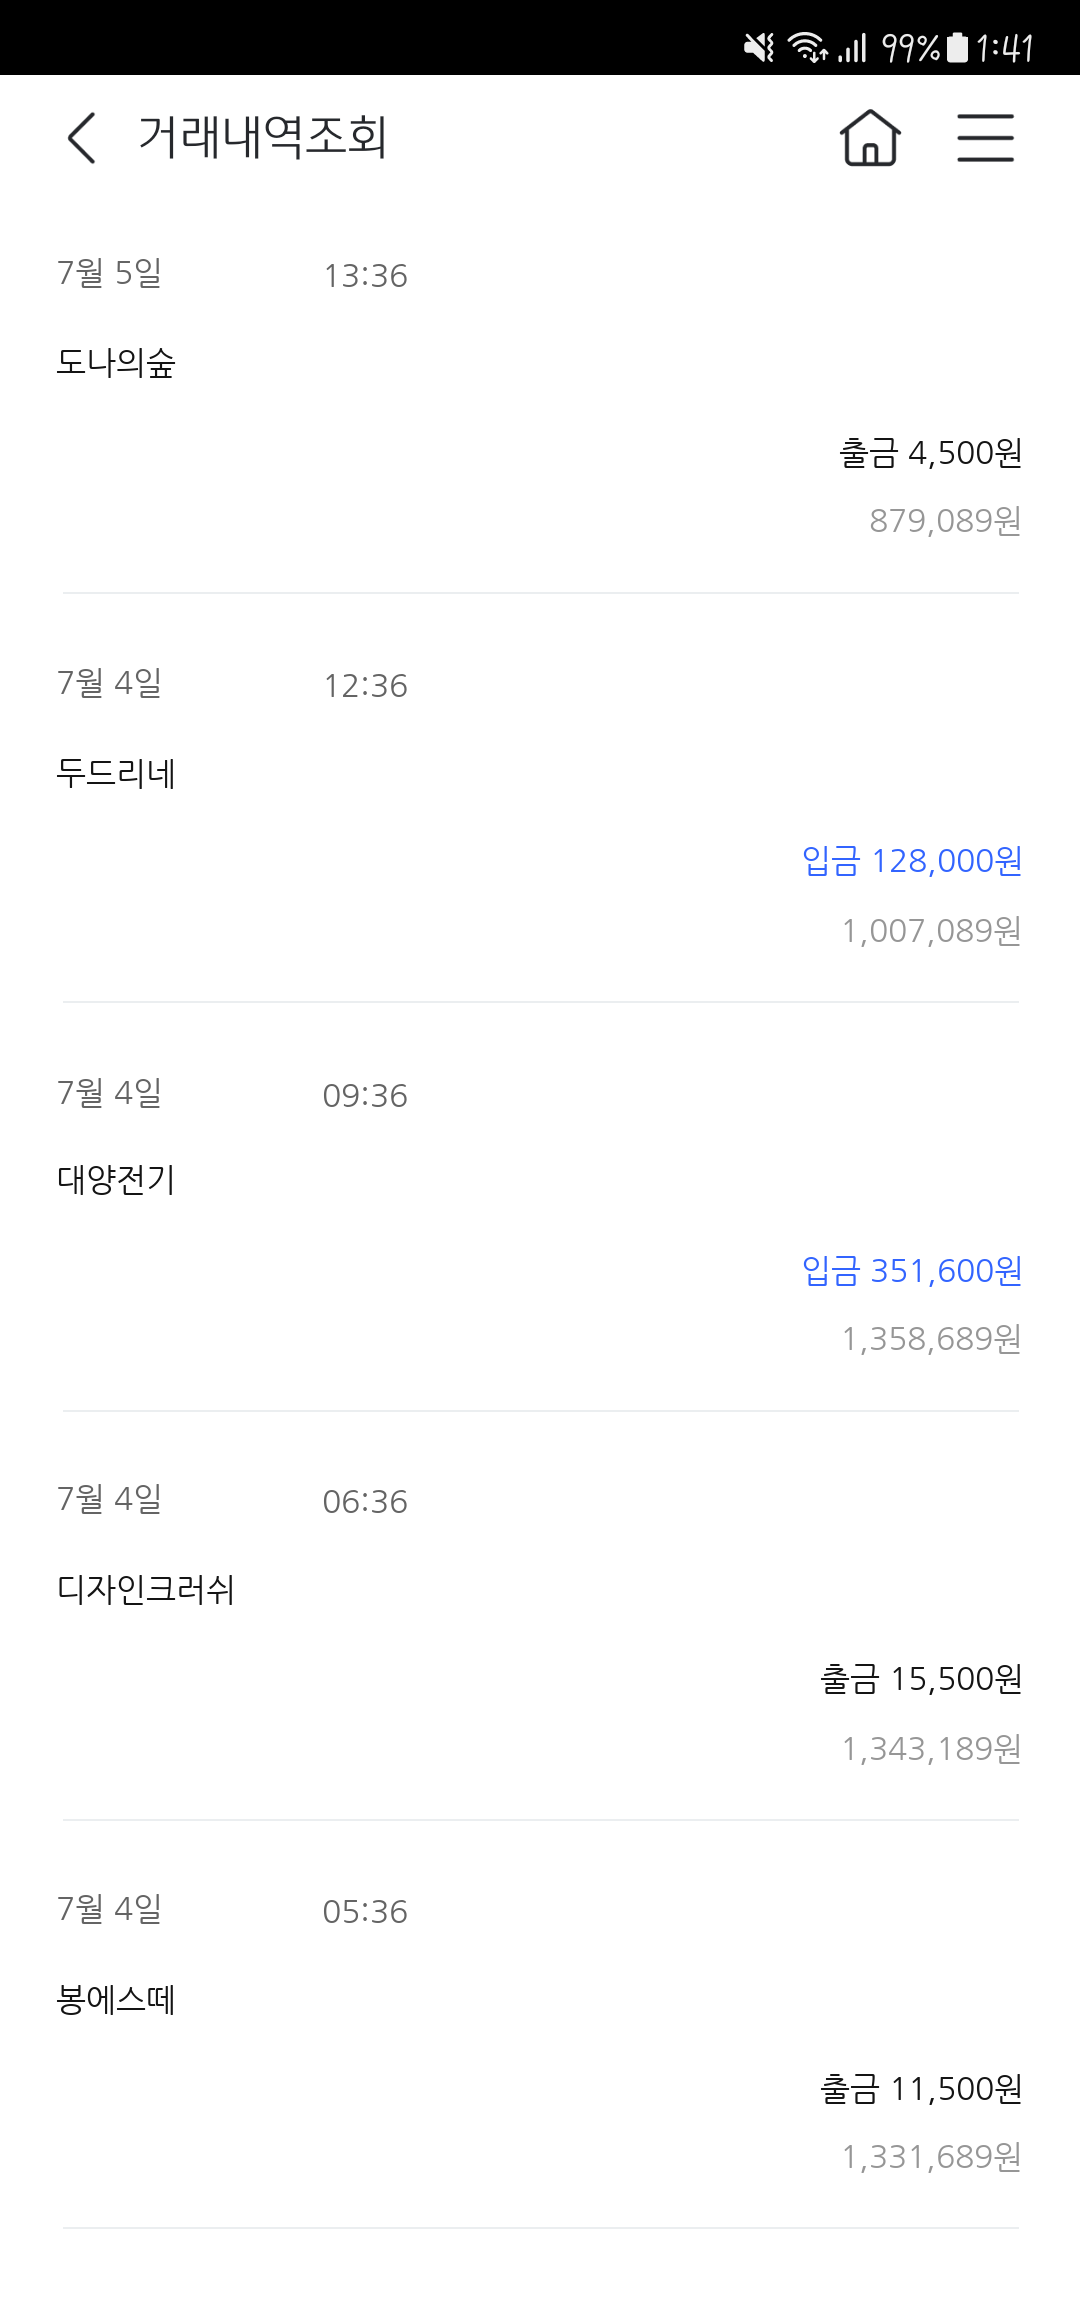 99% 1:41
거래내역조회
7월 5일 13:36
도나의숲
출금 4,500원
879,089원
7월 4일 12:36
두드리네
입금 128,000원
1,007,089원
7월 4일 09:36
대양전기
입금 351,600원
1,358,689원
7월 4일 06:36
디자인크러쉬
출금 15,500원
1,343,189원
7월 4일 05:36
봉에스떼
출금 11,500원
1,331,689원